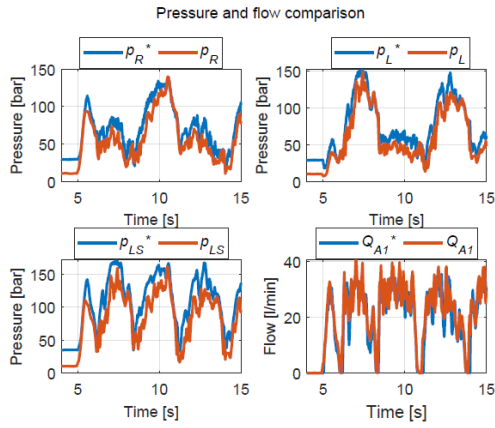 Pressure and flow comparison
p_R* p_R
Pressure [bar]
150
100
50
0
5 10 15
Time [s]
p_L* p_L
Pressure [bar]
150
100
50
0
5 10 15
Time [s]
p_LS* p_LS
Pressure [bar]
150
100
50
0
5 10 15
Time [s]
Q_A1* Q_A1
Flow [l/min]
40
20
0
5 10 15
Time [s]